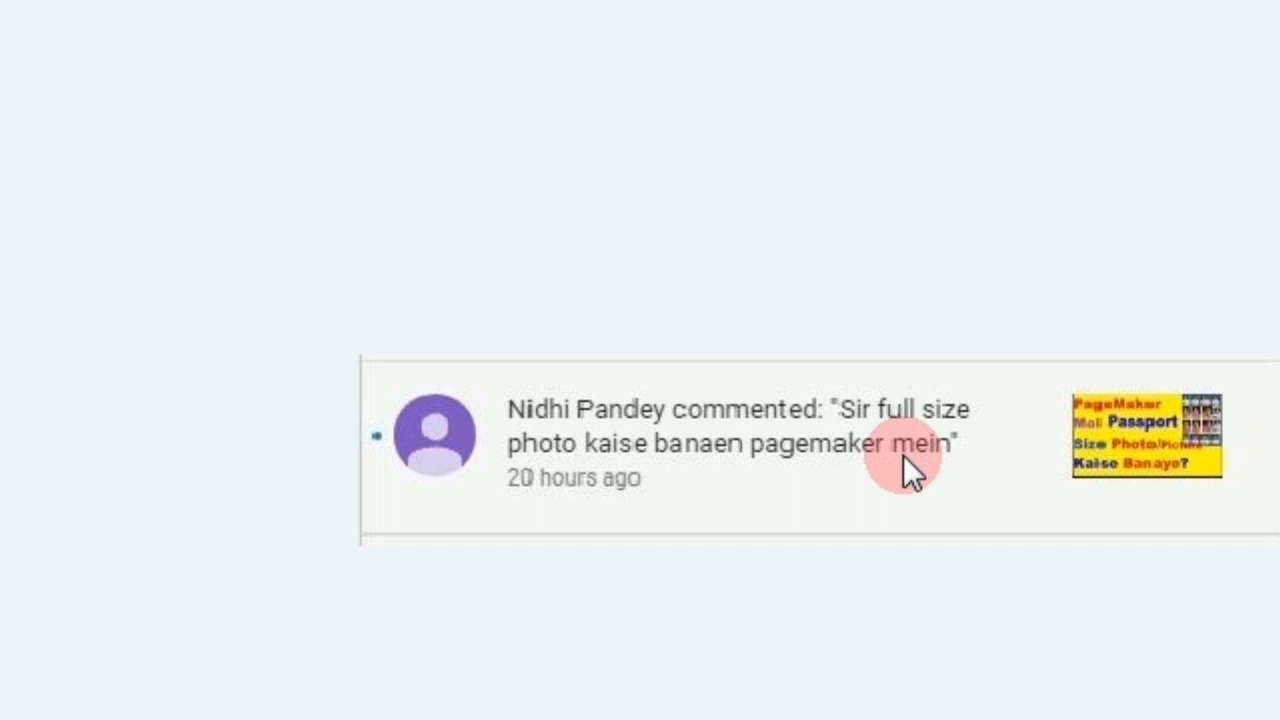 Nidhi Pandey commented: "Sir full size
photo kaise banaen pagemaker mein"
20 hours ago
PageMaker
Passport
Size Photo/
Kaise Banaye?